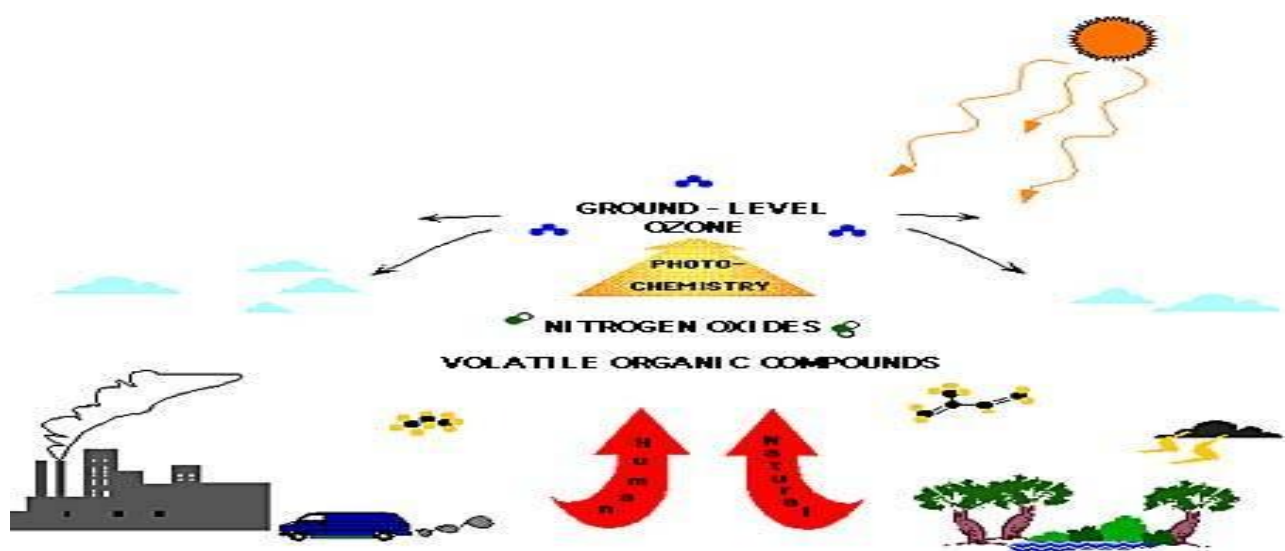 GROUND - LEVEL
OZONE
PHOTO-
CHEMISTRY
NITROGEN OXIDES
VOLATILE ORGANIC COMPOUNDS
Human
Natural